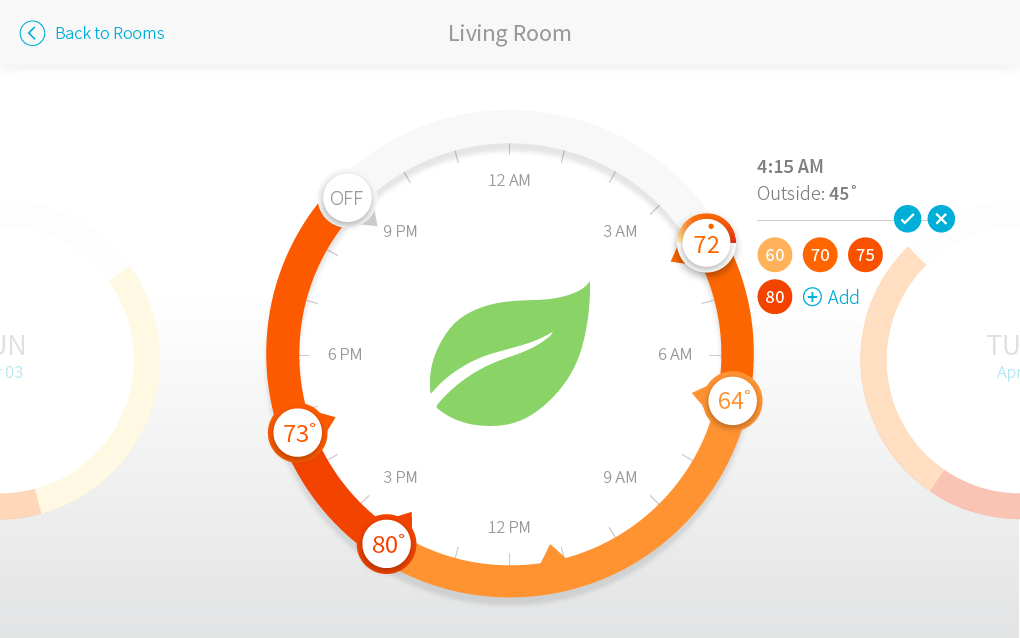 Back to Rooms
Living Room
4:15 AM
Outside: 45°
OFF
12 AM
9 PM
3 AM
72°
60
70
75
80
Add
6 PM
6 AM
64°
73°
3 PM
9 AM
12 PM
80°
UN
r 03
TU
Apr